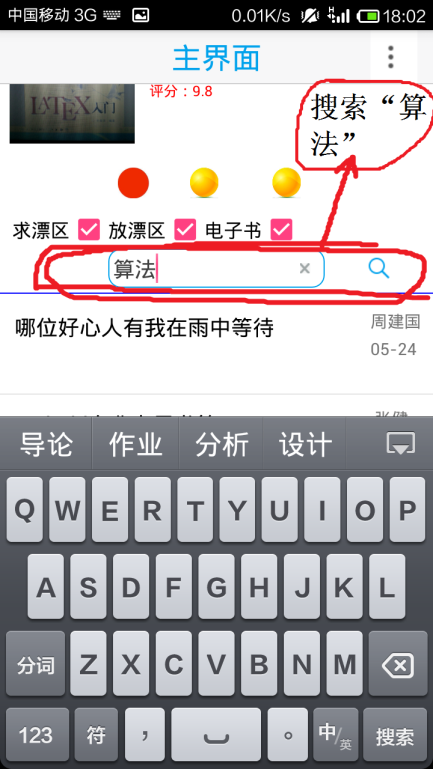 中国移动 3G 0.01K/s 18:02
主界面
LATEX入门
评分：9.8
搜索“算
法”
求漂区 放漂区 电子书
算法
哪位好心人有我在雨中等待
周建国
05-24
导论 作业 分析 设计
Q W E R T Y U I O P
A S D F G H J K L
分词 Z X C V B N M
123 符 ， 。 中/英 搜索